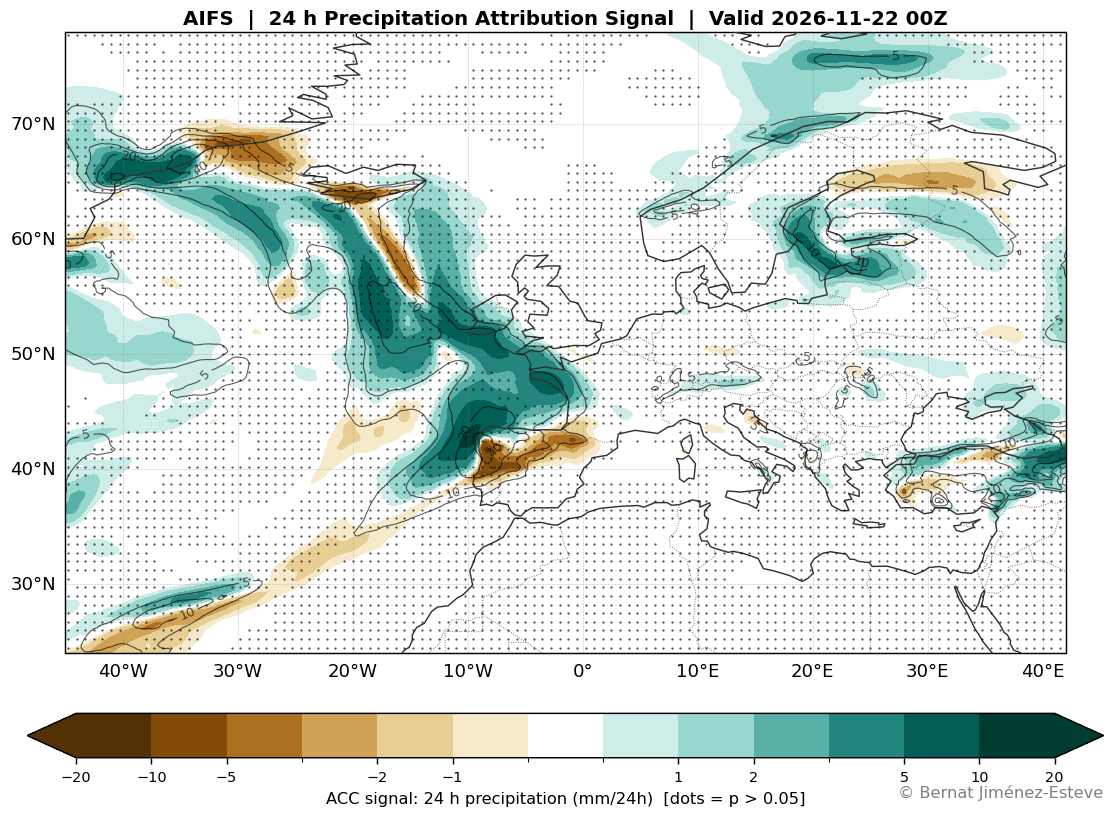 AIFS | 24 h Precipitation Attribution Signal | Valid 2026-11-22 00Z
70°N
60°N
50°N
40°N
30°N
40°W 30°W 20°W 10°W 0° 10°E 20°E 30°E 40°E
−20 −10 −5 −2 −1 1 2 5 10 20
ACC signal: 24 h precipitation (mm/24h) [dots = p > 0.05]
© Bernat Jiménez-Esteve